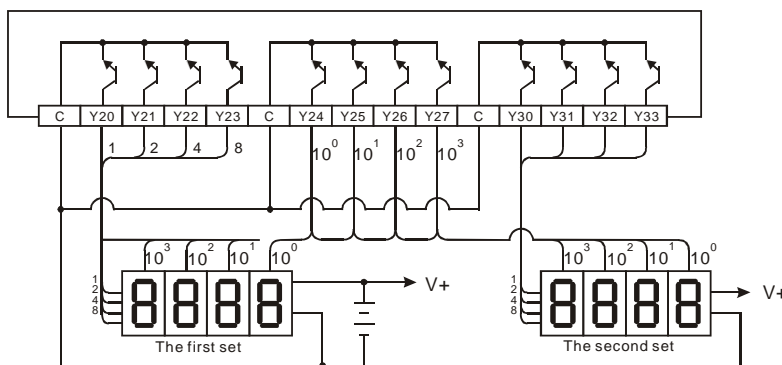 C Y20 Y21 Y22 Y23 C Y24 Y25 Y26 Y27 C Y30 Y31 Y32 Y33
1 2 4 8 10⁰ 10¹ 10² 10³
10³ 10² 10¹ 10⁰ 10³ 10² 10¹ 10⁰
V+ V+
1 1
2 2
4 4
8 8
The first set The second set